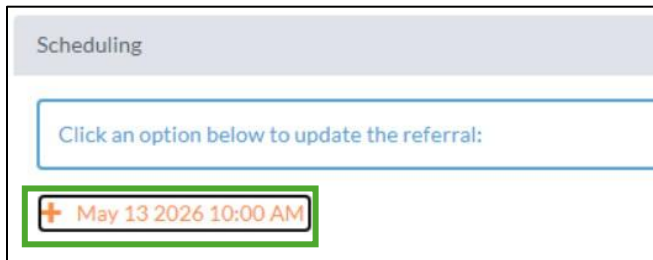 Scheduling
Click an option below to update the referral:
+ May 13 2026 10:00 AM